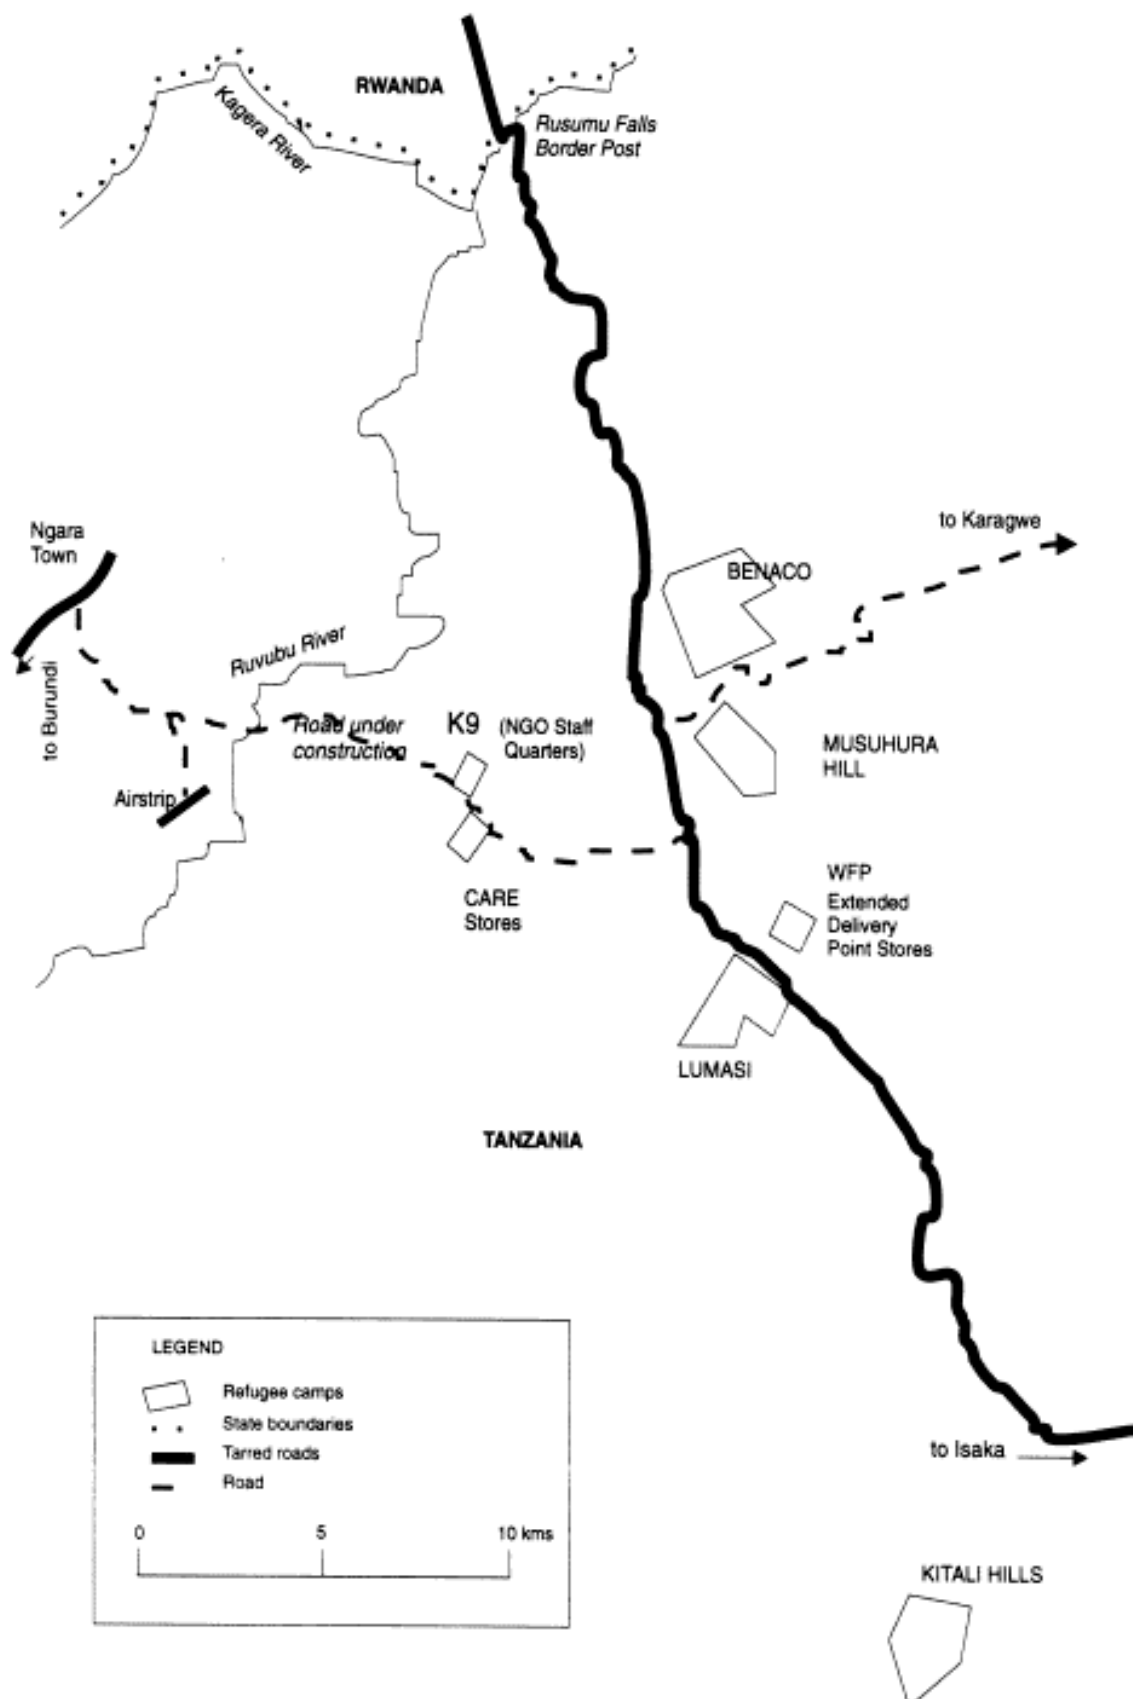 RWANDA
Kagera River
Rusumu Falls
Border Post
Ngara
Town
to Karagwe
BENACO
Ruvubu River
to Burundi
Road under
construction
K9 (NGO Staff
Quarters)
MUSUHURA
HILL
Airstrip
CARE
Stores
WFP
Extended
Delivery
Point Stores
LUMASI
TANZANIA
LEGEND
Refugee camps
State boundaries
Tarred roads
Road
0 5 10 kms
to Isaka
KITALI HILLS